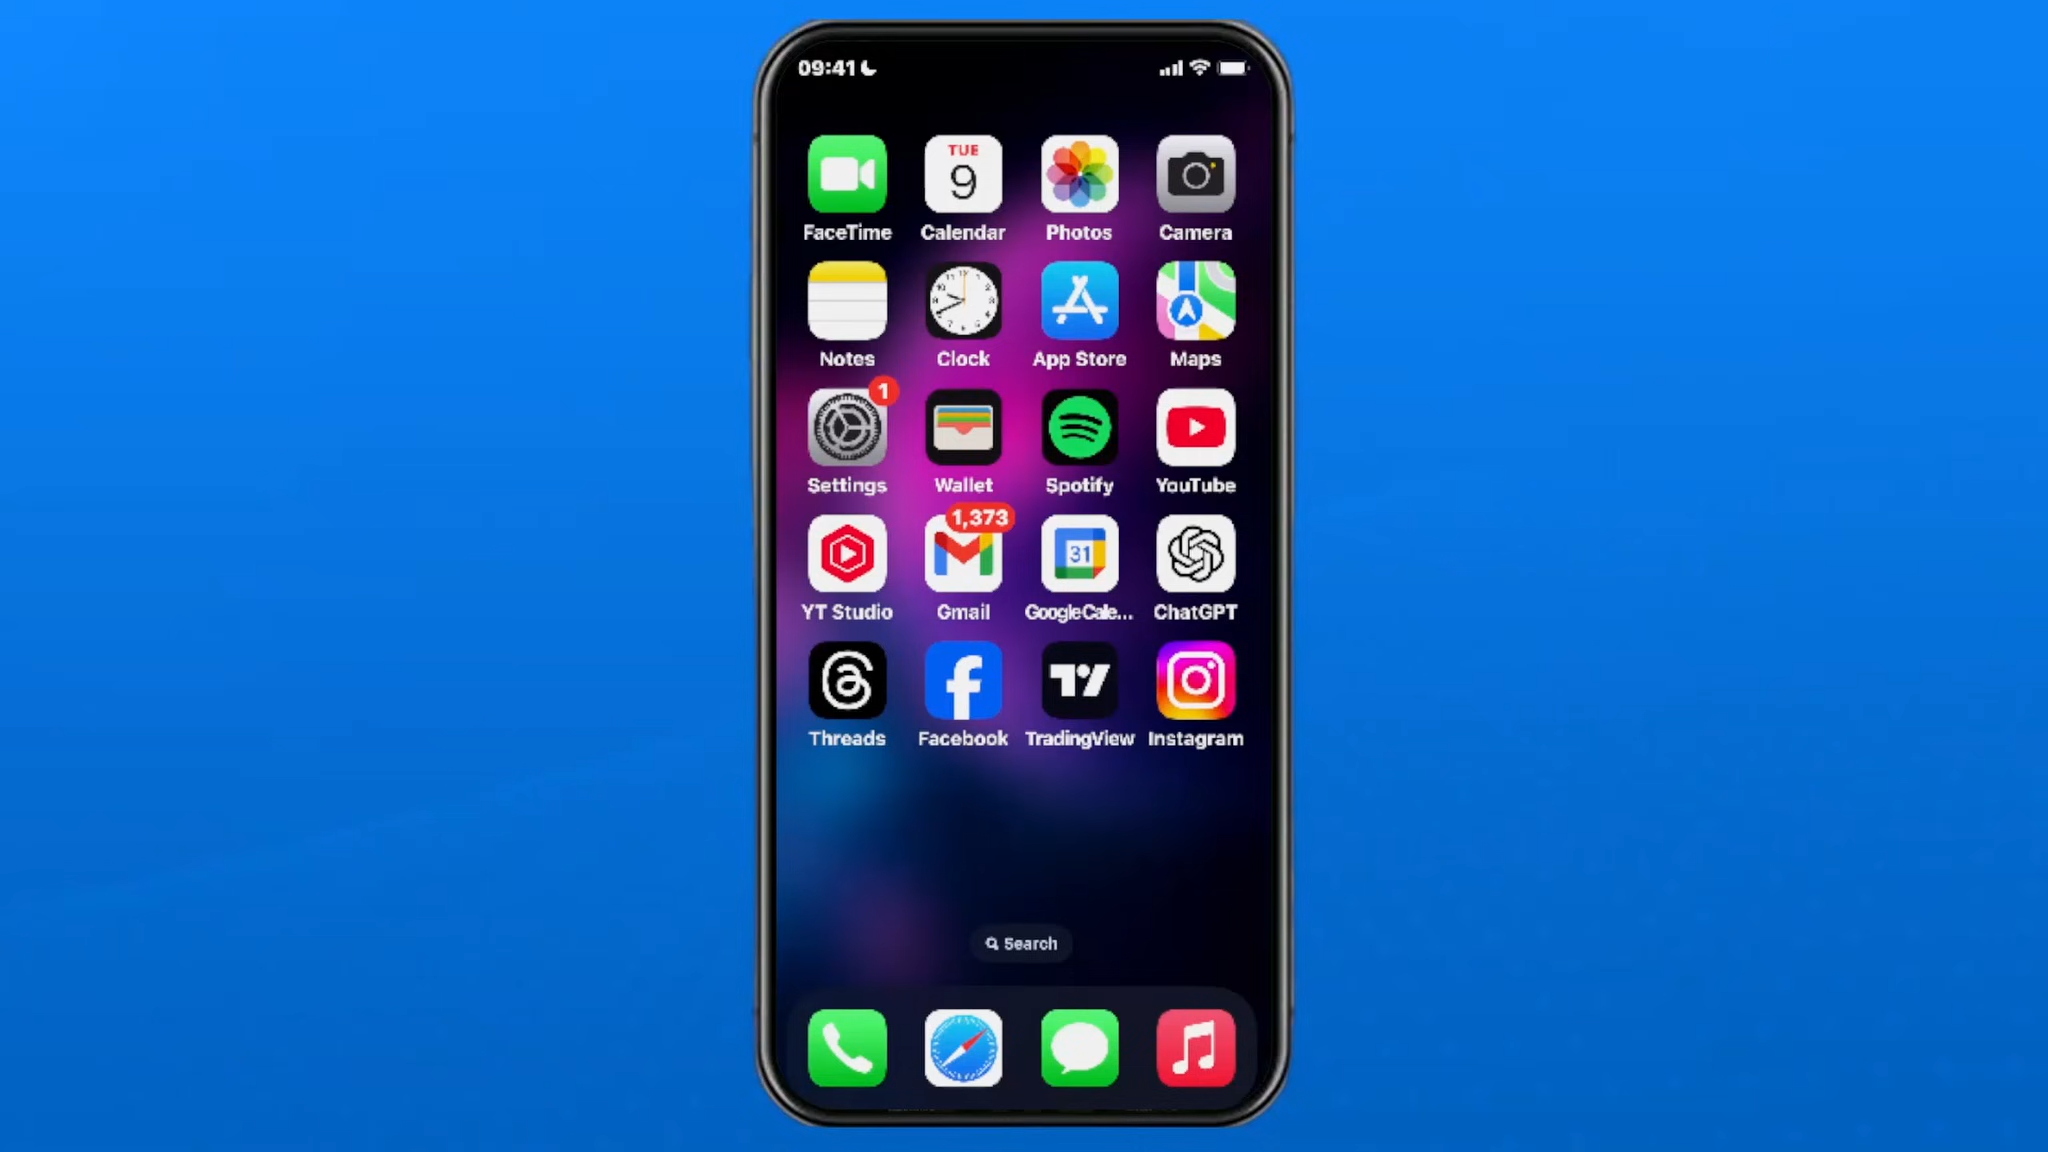 09:41
TUE
9
FaceTime Calendar Photos Camera
Notes Clock App Store Maps
1
Settings Wallet Spotify YouTube
1,373
31
YT Studio Gmail GoogleCale... ChatGPT
Threads Facebook TradingView Instagram
Search